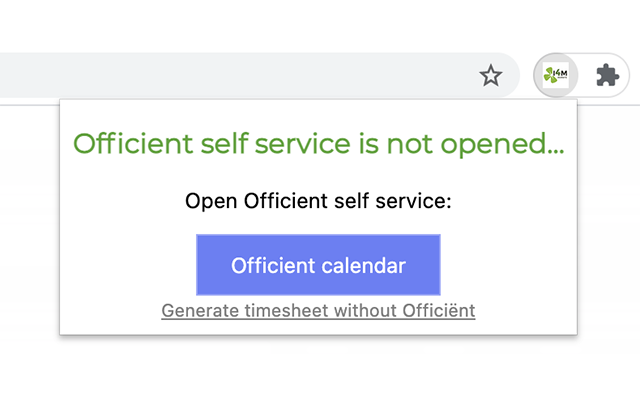 I4M
Officient self service is not opened...
Open Officient self service:
Officient calendar
Generate timesheet without Officiënt